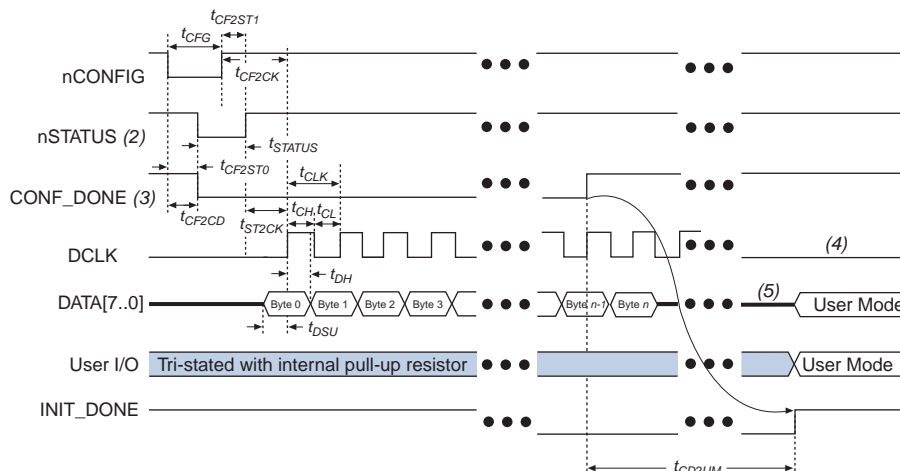 tCF2ST1
tCFG
nCONFIG
tCF2CK
nSTATUS (2)
tSTATUS
tCF2ST0
tCLK
CONF_DONE (3)
tCH tCL
tCF2CD
tST2CK
DCLK
(4)
tDH
DATA[7..0]
Byte 0 Byte 1 Byte 2 Byte 3 Byte n-1 Byte n
(5)
User Mode
tDSU
User I/O Tri-stated with internal pull-up resistor User Mode
INIT_DONE
tCD2UM